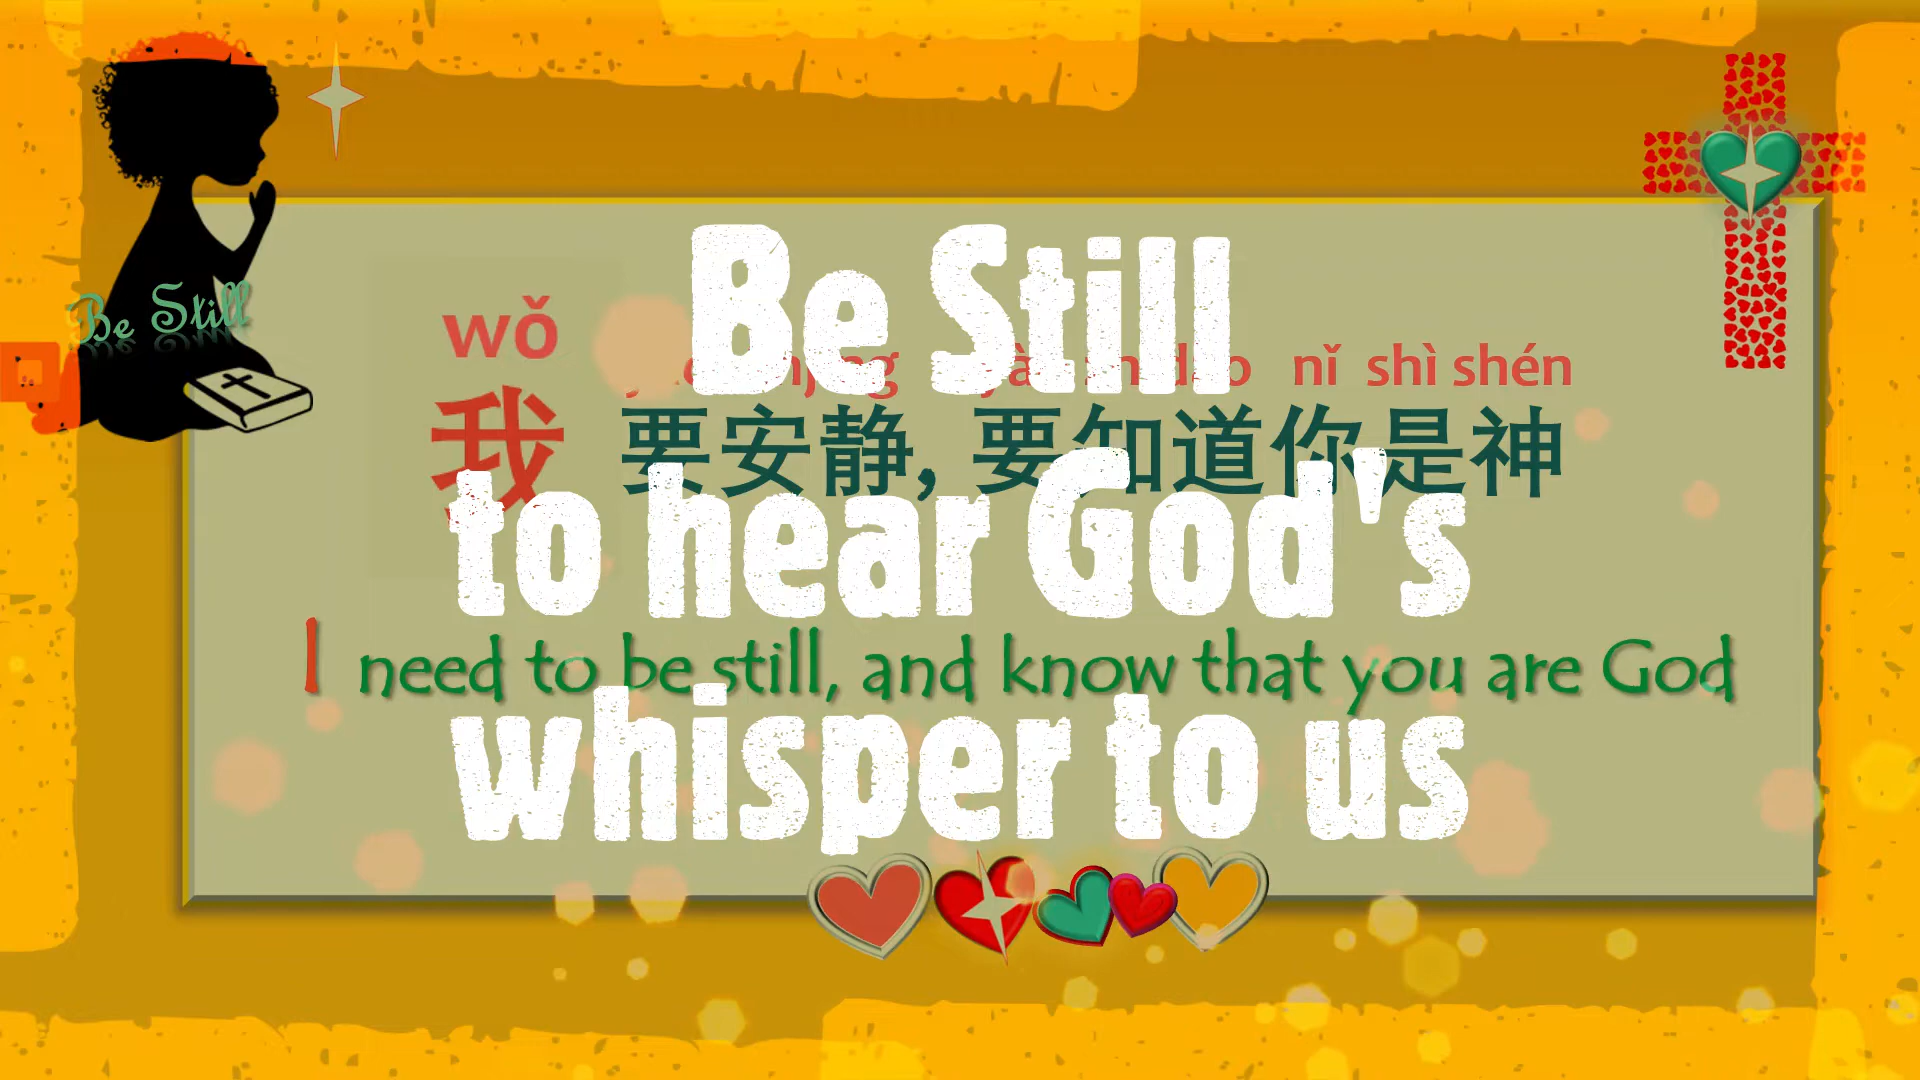 Be Still
Be Still
to hear God's
whisper to us
wǒ
nǐ shì shén
我 要安静, 要知道你是神
I need to be still, and know that you are God